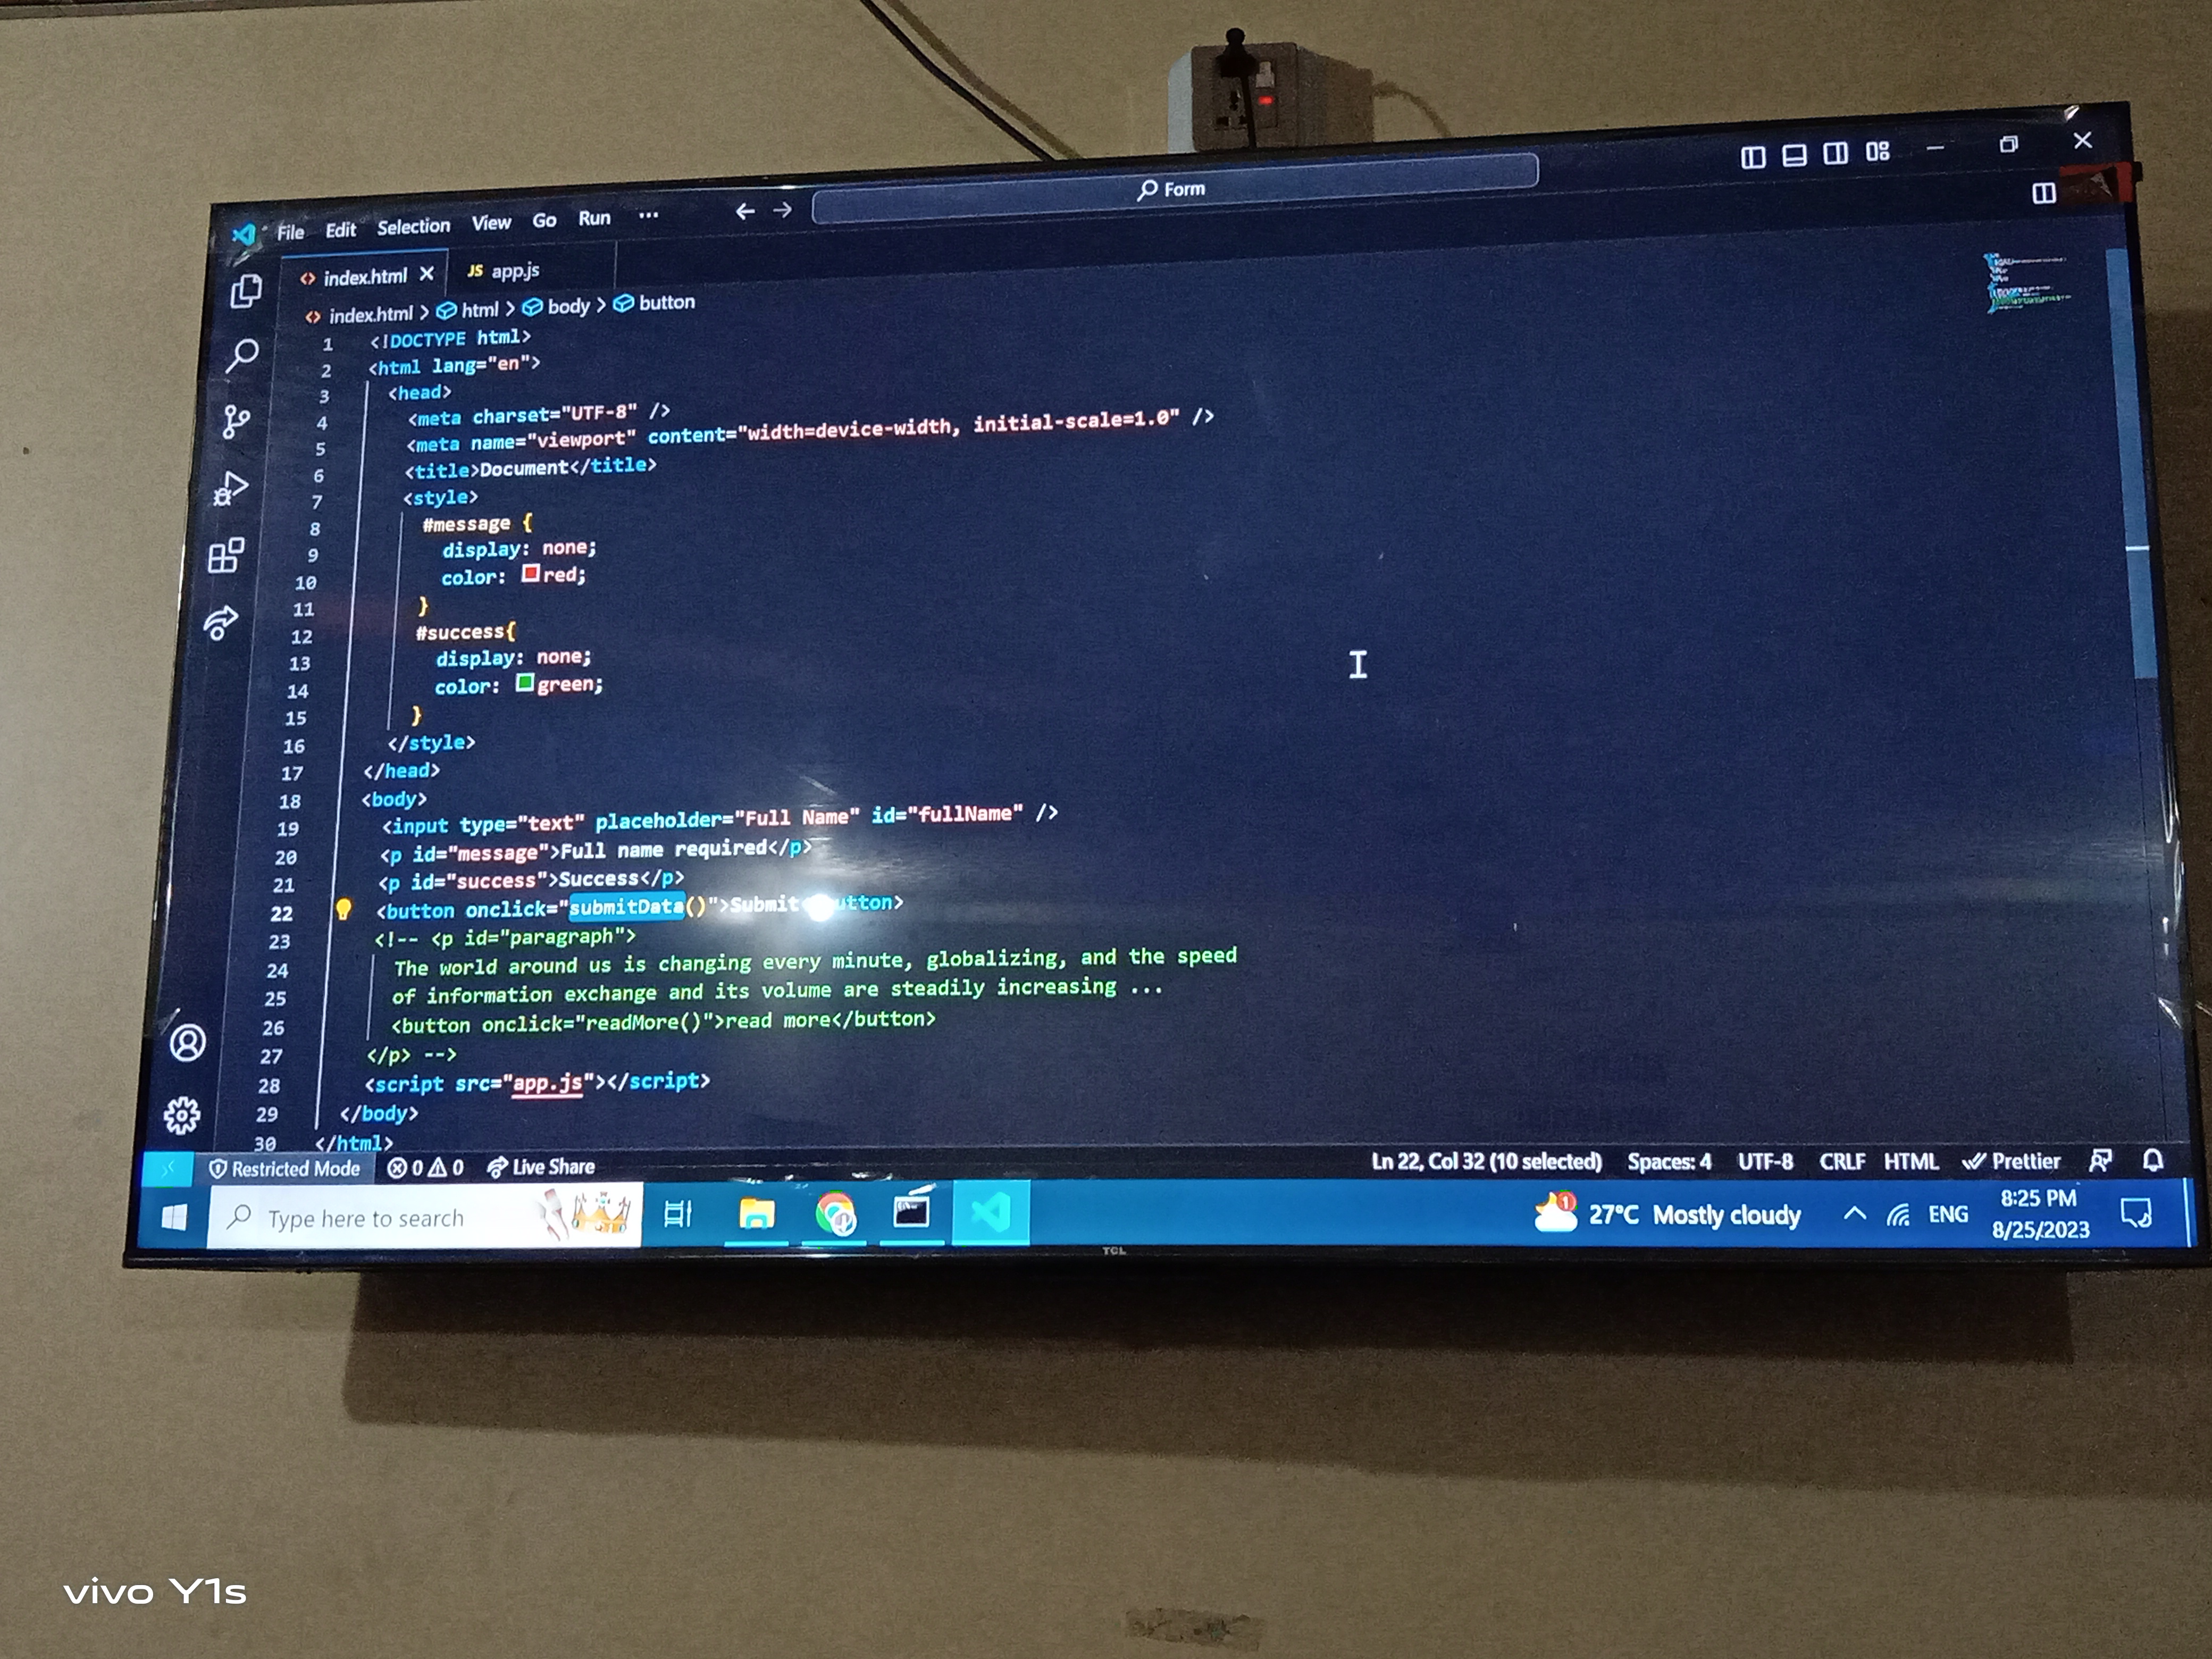 File Edit Selection View Go Run ...
Form
index.html
JS app.js
index.html > html > body > button
1 <!DOCTYPE html>
2 <html lang="en">
3 <head>
4 <meta charset="UTF-8" />
5 <meta name="viewport" content="width=device-width, initial-scale=1.0" />
6 <title>Document</title>
7 <style>
8 #message {
9 display: none;
10 color: red;
11 }
12 #success{
13 display: none;
14 color: green;
15 }
16 </style>
17 </head>
18 <body>
19 <input type="text" placeholder="Full Name" id="fullName" />
20 <p id="message">Full name required</p>
21 <p id="success">Success</p>
22 <button onclick="submitData()">Submit utton>
23 <!-- <p id="paragraph">
24 The world around us is changing every minute, globalizing, and the speed
25 of information exchange and its volume are steadily increasing ...
26 <button onclick="readMore()">read more</button>
27 </p> -->
28 <script src="app.js"></script>
29 </body>
30 </html>
Restricted Mode 0 0 Live Share Ln 22, Col 32 (10 selected) Spaces: 4 UTF-8 CRLF HTML Prettier
Type here to search
1 27°C Mostly cloudy ENG
8:25 PM
8/25/2023
TCL
vivo Y1s